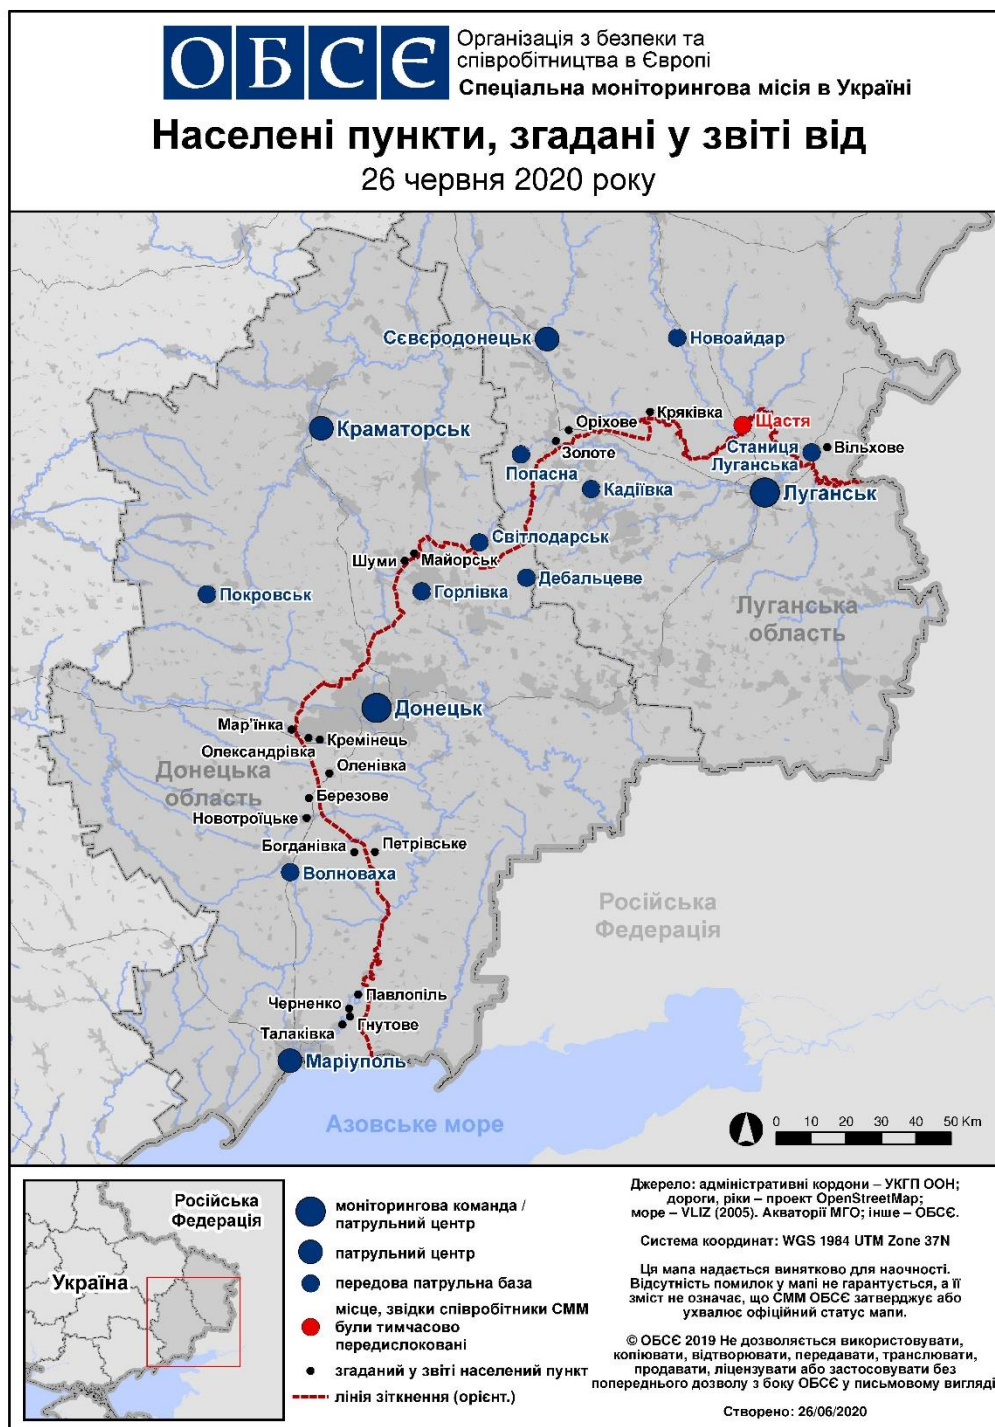 ОБСЄ
Організація з безпеки та
співробітництва в Європі
Спеціальна моніторингова місія в Україні
Населені пункти, згадані у звіті від
26 червня 2020 року
Сєвєродонецьк
Новоайдар
Кряківка
Щастя
Оріхове
Краматорськ
Золоте
Станиця
Луганська
Вільхове
Попасна
Кадіївка
Луганськ
Світлодарськ
Шуми
Майорськ
Дебальцеве
Покровськ
Горлівка
Луганська
область
Донецьк
Мар'їнка
Кремінець
Олександрівка
Донецька
область
Оленівка
Березове
Новотроїцьке
Богданівка
Петрівське
Волноваха
Російська
Федерація
Павлопіль
Черненко
Гнутове
Талаківка
Маріуполь
Азовське море
0 10 20 30 40 50 Km
Російська
Федерація
Україна
моніторингова команда /
патрульний центр
патрульний центр
передова патрульна база
місце, звідки співробітники СММ
були тимчасово
передислоковані
згаданий у звіті населений пункт
лінія зіткнення (орієнт.)
Джерело: адміністративні кордони – УКГП ООН;
дороги, ріки – проект OpenStreetMap;
море – VLIZ (2005). Акваторії МГО; інше – ОБСЄ.
Система координат: WGS 1984 UTM Zone 37N
Ця мапа надається винятково для наочності.
Відсутність помилок у мапі не гарантується, а її
зміст не означає, що СММ ОБСЄ затверджує або
ухвалює офіційний статус мапи.
© ОБСЄ 2019 Не дозволяється використовувати,
копіювати, відтворювати, передавати, транслювати,
продавати, ліцензувати або застосовувати без
попереднього дозволу з боку ОБСЄ у письмовому вигляді
Створено: 26/06/2020